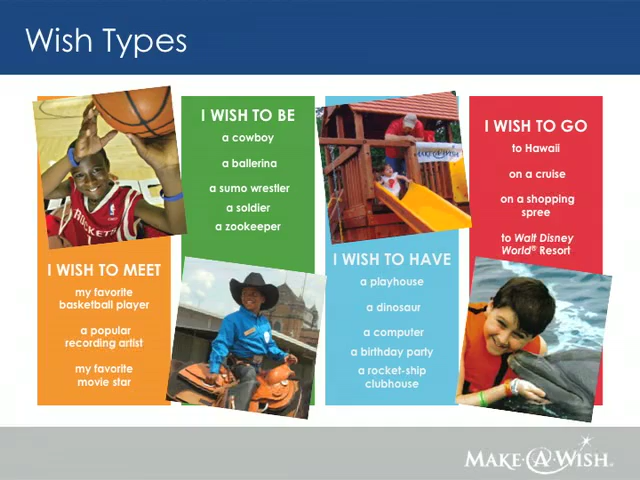 Wish Types
ROCKETS
I WISH TO MEET
my favorite
basketball player
a popular
recording artist
my favorite
movie star
I WISH TO BE
a cowboy
a ballerina
a sumo wrestler
a soldier
a zookeeper
MAKE-A-WISH
I WISH TO HAVE
a playhouse
a dinosaur
a computer
a birthday party
a rocket-ship
clubhouse
I WISH TO GO
to Hawaii
on a cruise
on a shopping
spree
to Walt Disney
World® Resort
MAKE-A-WISH®